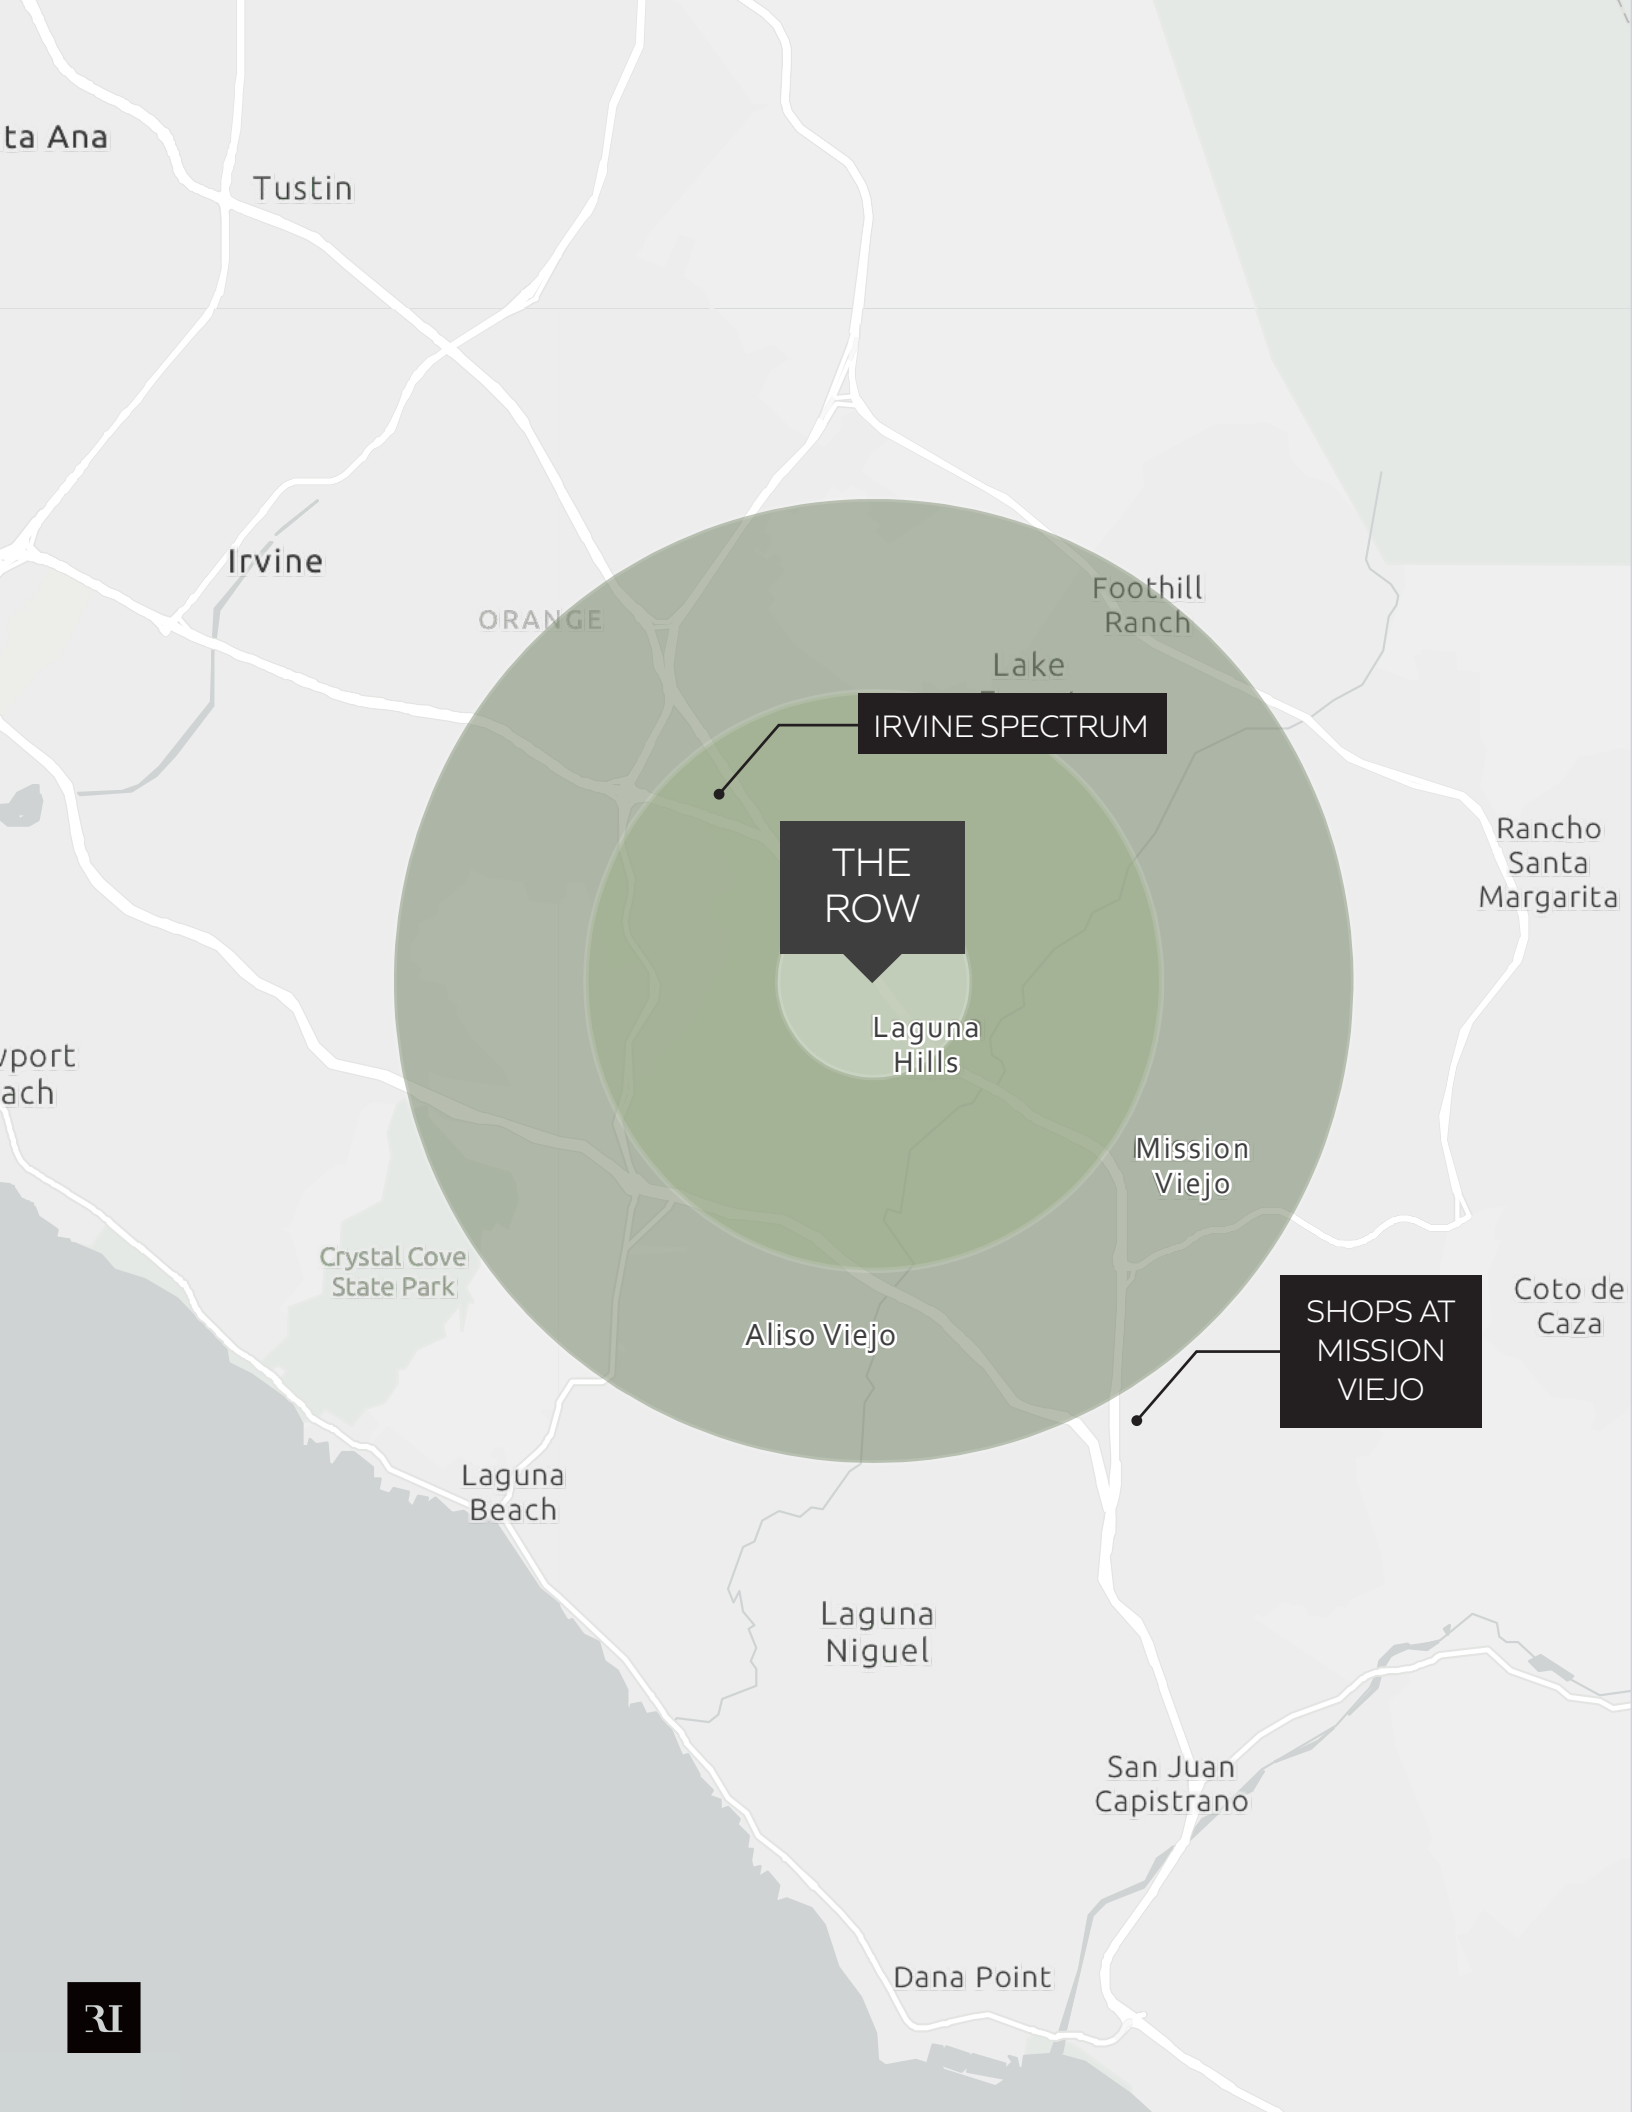 ta Ana
Tustin
Irvine
ORANGE
Foothill
Ranch
Lake
IRVINE SPECTRUM
THE
ROW
Rancho
Santa
Margarita
Laguna
Hills
vport
ach
Mission
Viejo
Crystal Cove
State Park
Aliso Viejo
SHOPS AT
MISSION
VIEJO
Coto de
Caza
Laguna
Beach
Laguna
Niguel
San Juan
Capistrano
Dana Point